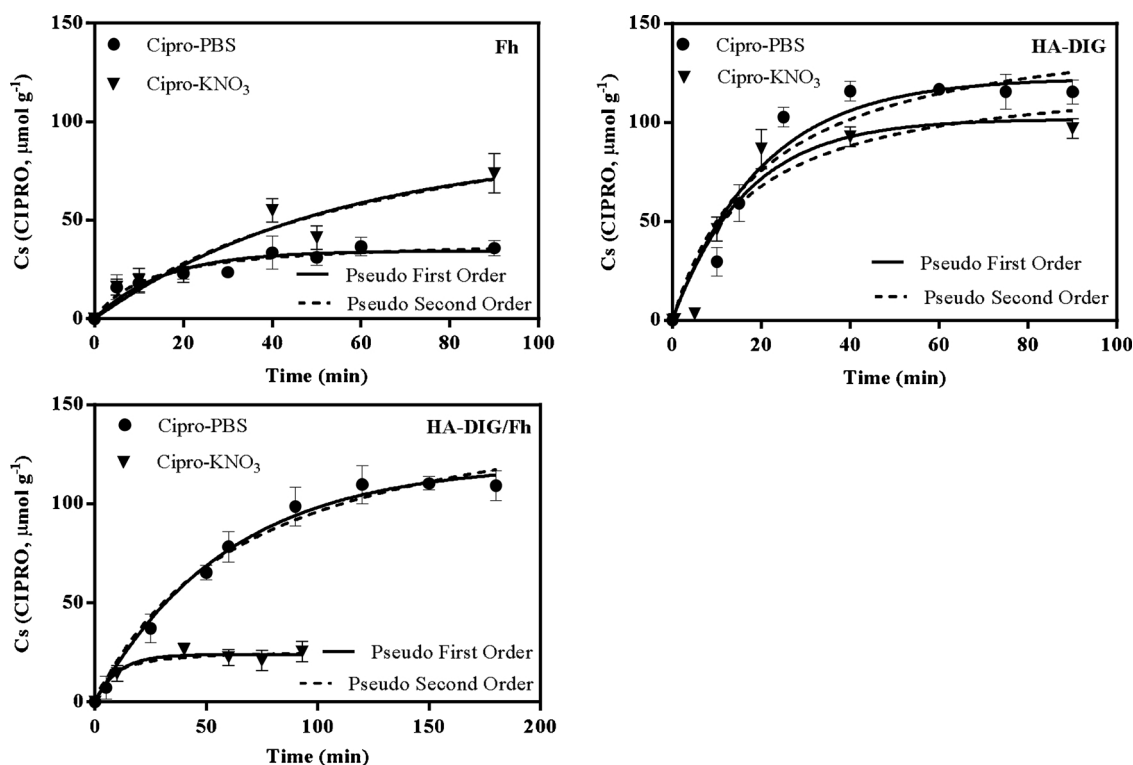 150
Cipro-PBS
Fh
Cipro-KNO₃
100
50
0
Pseudo First Order
Pseudo Second Order
0 20 40 60 80 100
Time (min)
Cs (CIPRO, μmol g⁻¹)
150
Cipro-PBS
HA-DIG
Cipro-KNO₃
100
50
0
Pseudo First Order
Pseudo Second Order
0 20 40 60 80 100
Time (min)
Cs (CIPRO, μmol g⁻¹)
150
Cipro-PBS
HA-DIG/Fh
Cipro-KNO₃
100
50
0
Pseudo First Order
Pseudo Second Order
0 50 100 150 200
Time (min)
Cs (CIPRO, μmol g⁻¹)